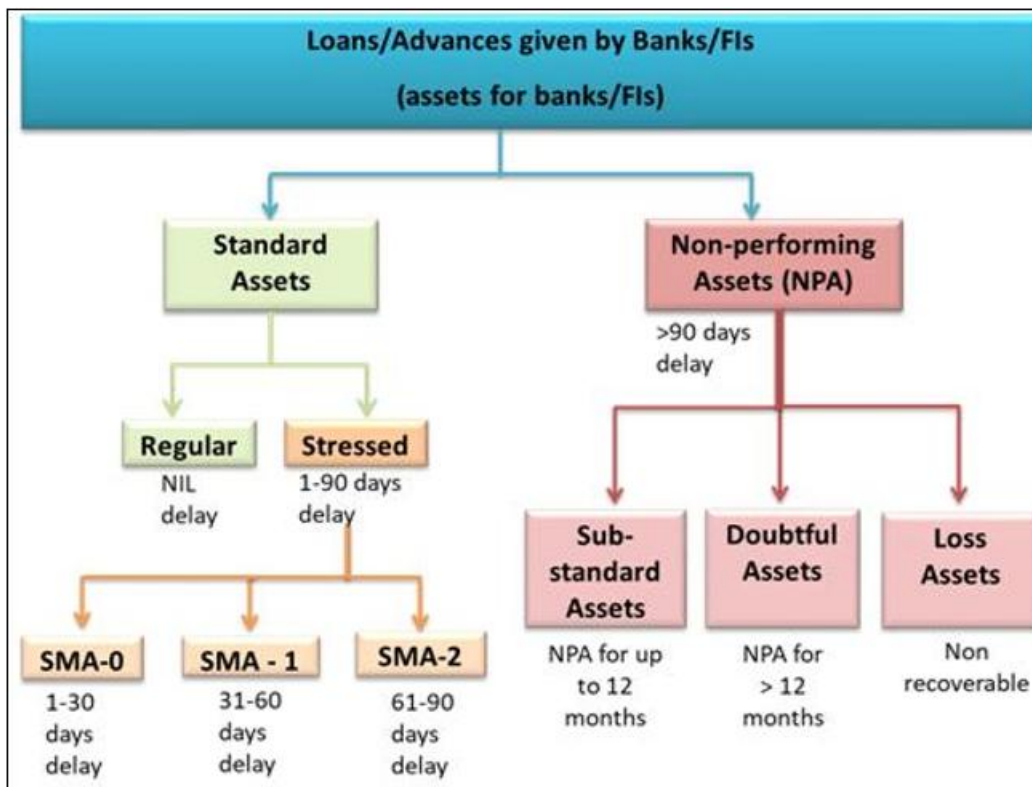 Loans/Advances given by Banks/FIs
(assets for banks/FIs)
Standard
Assets
Non-performing
Assets (NPA)
>90 days
delay
Regular
NIL
delay
Stressed
1-90 days
delay
SMA-0
1-30
days
delay
SMA - 1
31-60
days
delay
SMA-2
61-90
days
delay
Sub-
standard
Assets
NPA for up
to 12
months
Doubtful
Assets
NPA for
> 12
months
Loss
Assets
Non
recoverable